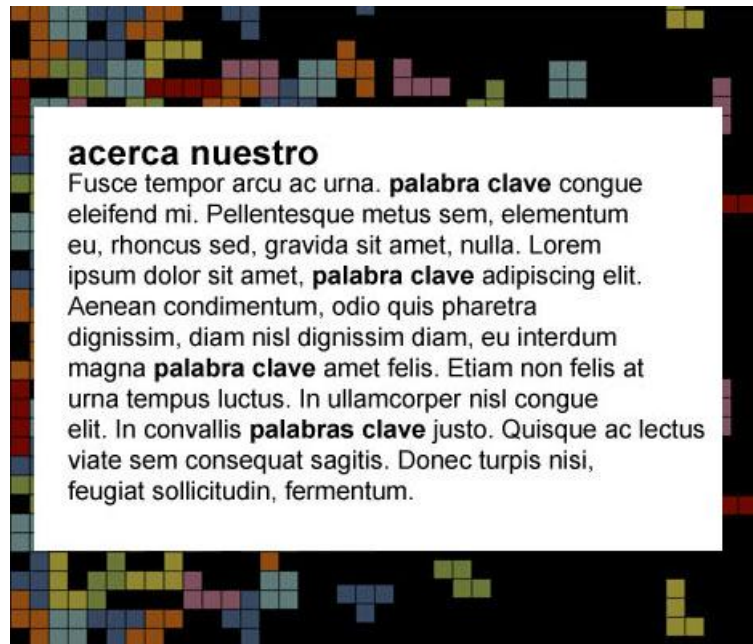 acerca nuestro
Fusce tempor arcu ac urna. palabra clave congue
eleifend mi. Pellentesque metus sem, elementum
eu, rhoncus sed, gravida sit amet, nulla. Lorem
ipsum dolor sit amet, palabra clave adipiscing elit.
Aenean condimentum, odio quis pharetra
dignissim, diam nisl dignissim diam, eu interdum
magna palabra clave amet felis. Etiam non felis at
urna tempus luctus. In ullamcorper nisl congue
elit. In convallis palabras clave justo. Quisque ac lectus
viate sem consequat sagitis. Donec turpis nisi,
feugiat sollicitudin, fermentum.